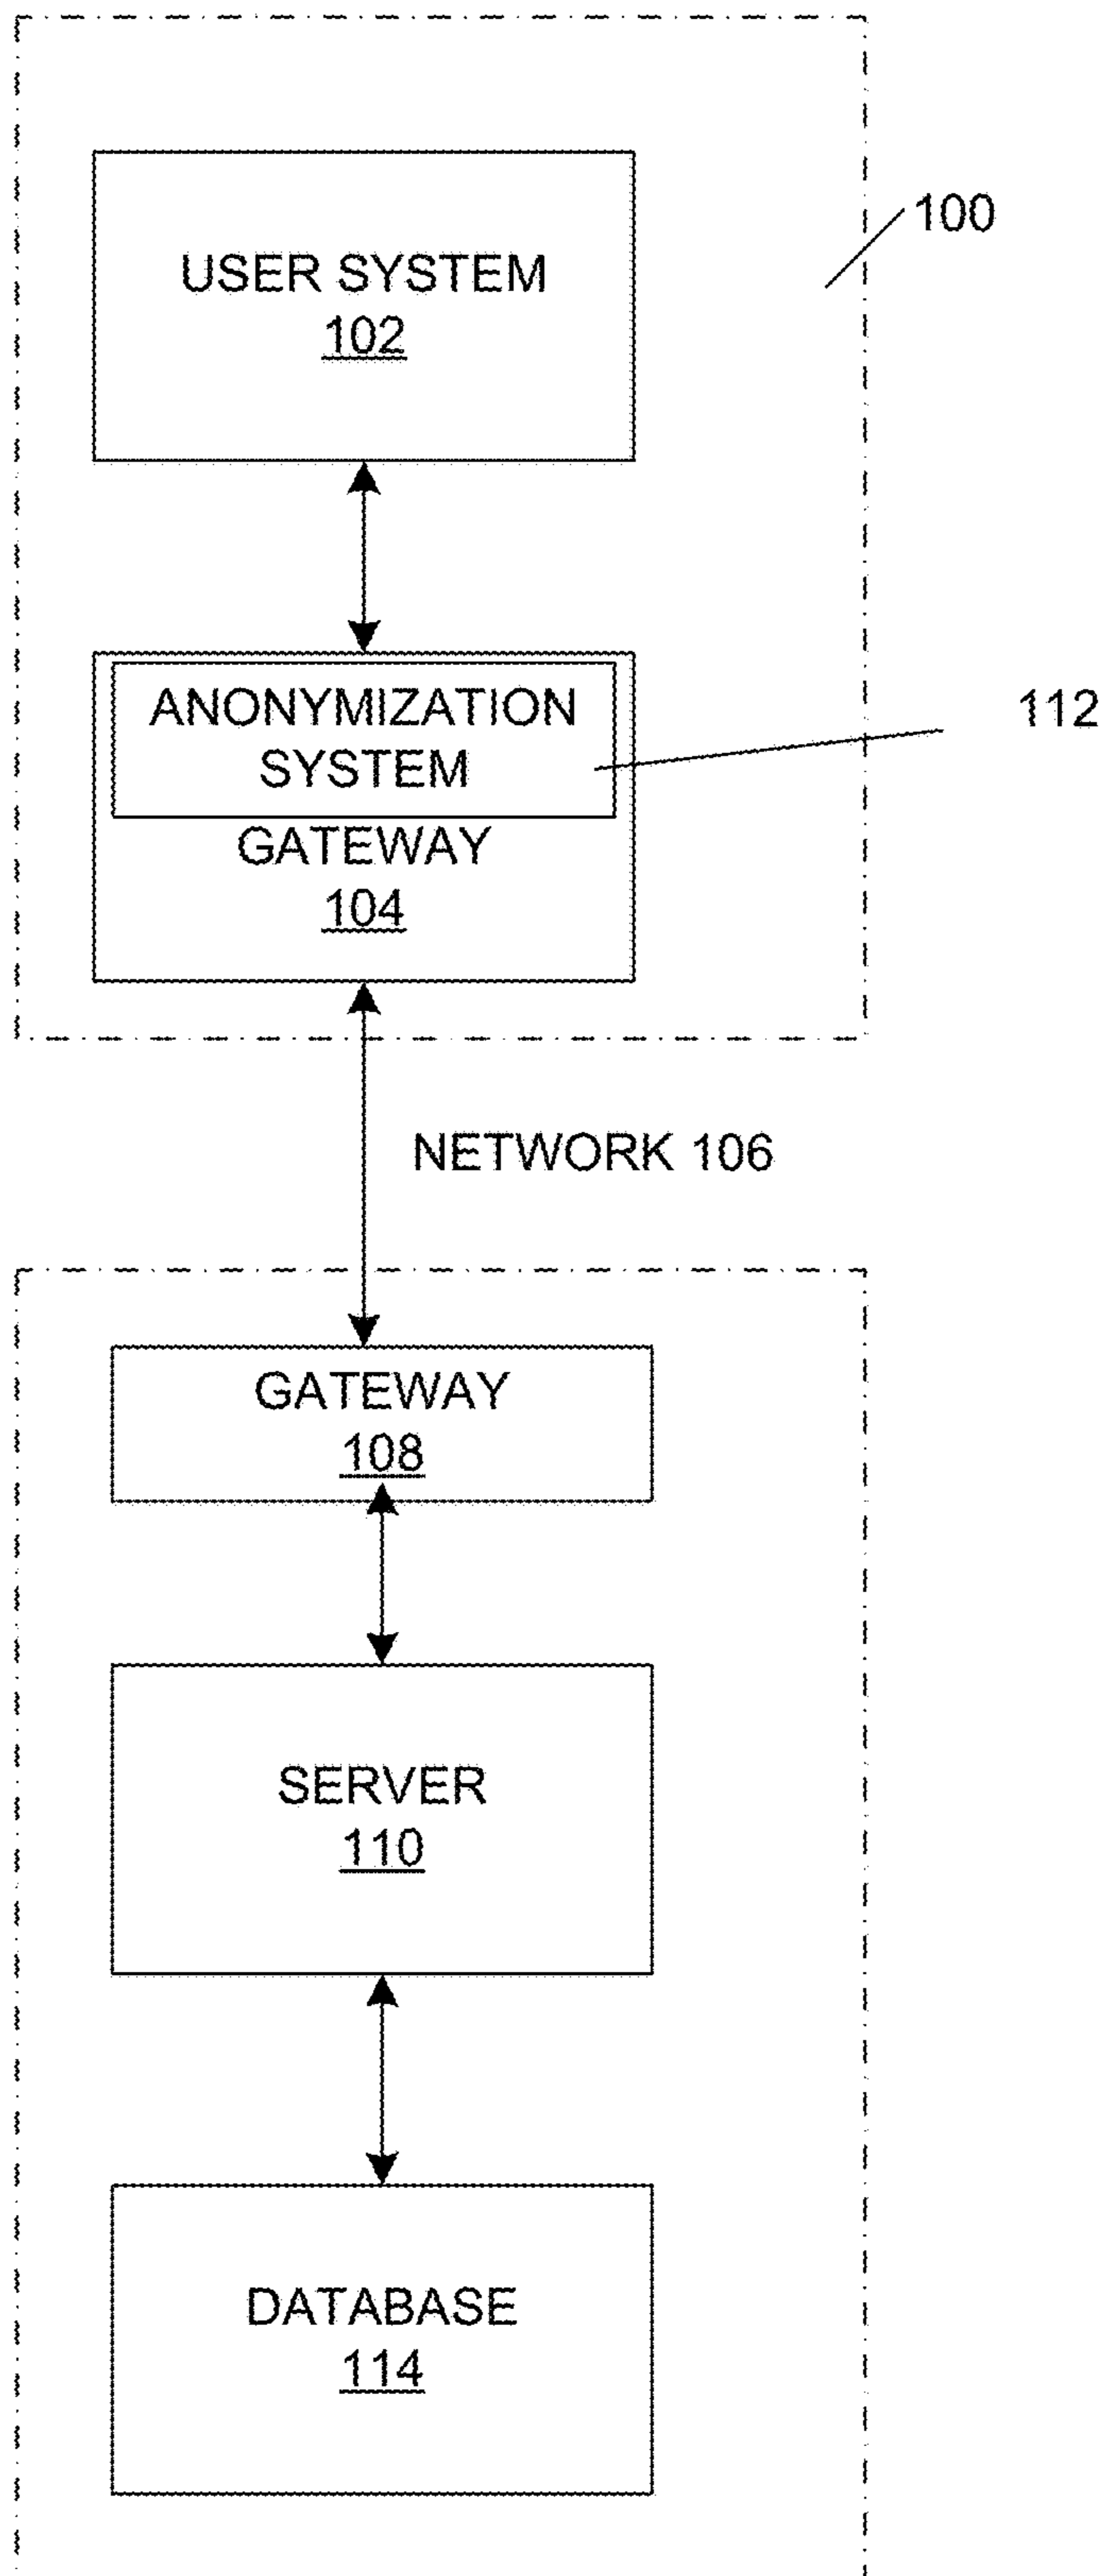 100
USER SYSTEM
102
ANONYMIZATION
SYSTEM
112
GATEWAY
104
NETWORK 106
GATEWAY
108
SERVER
110
DATABASE
114